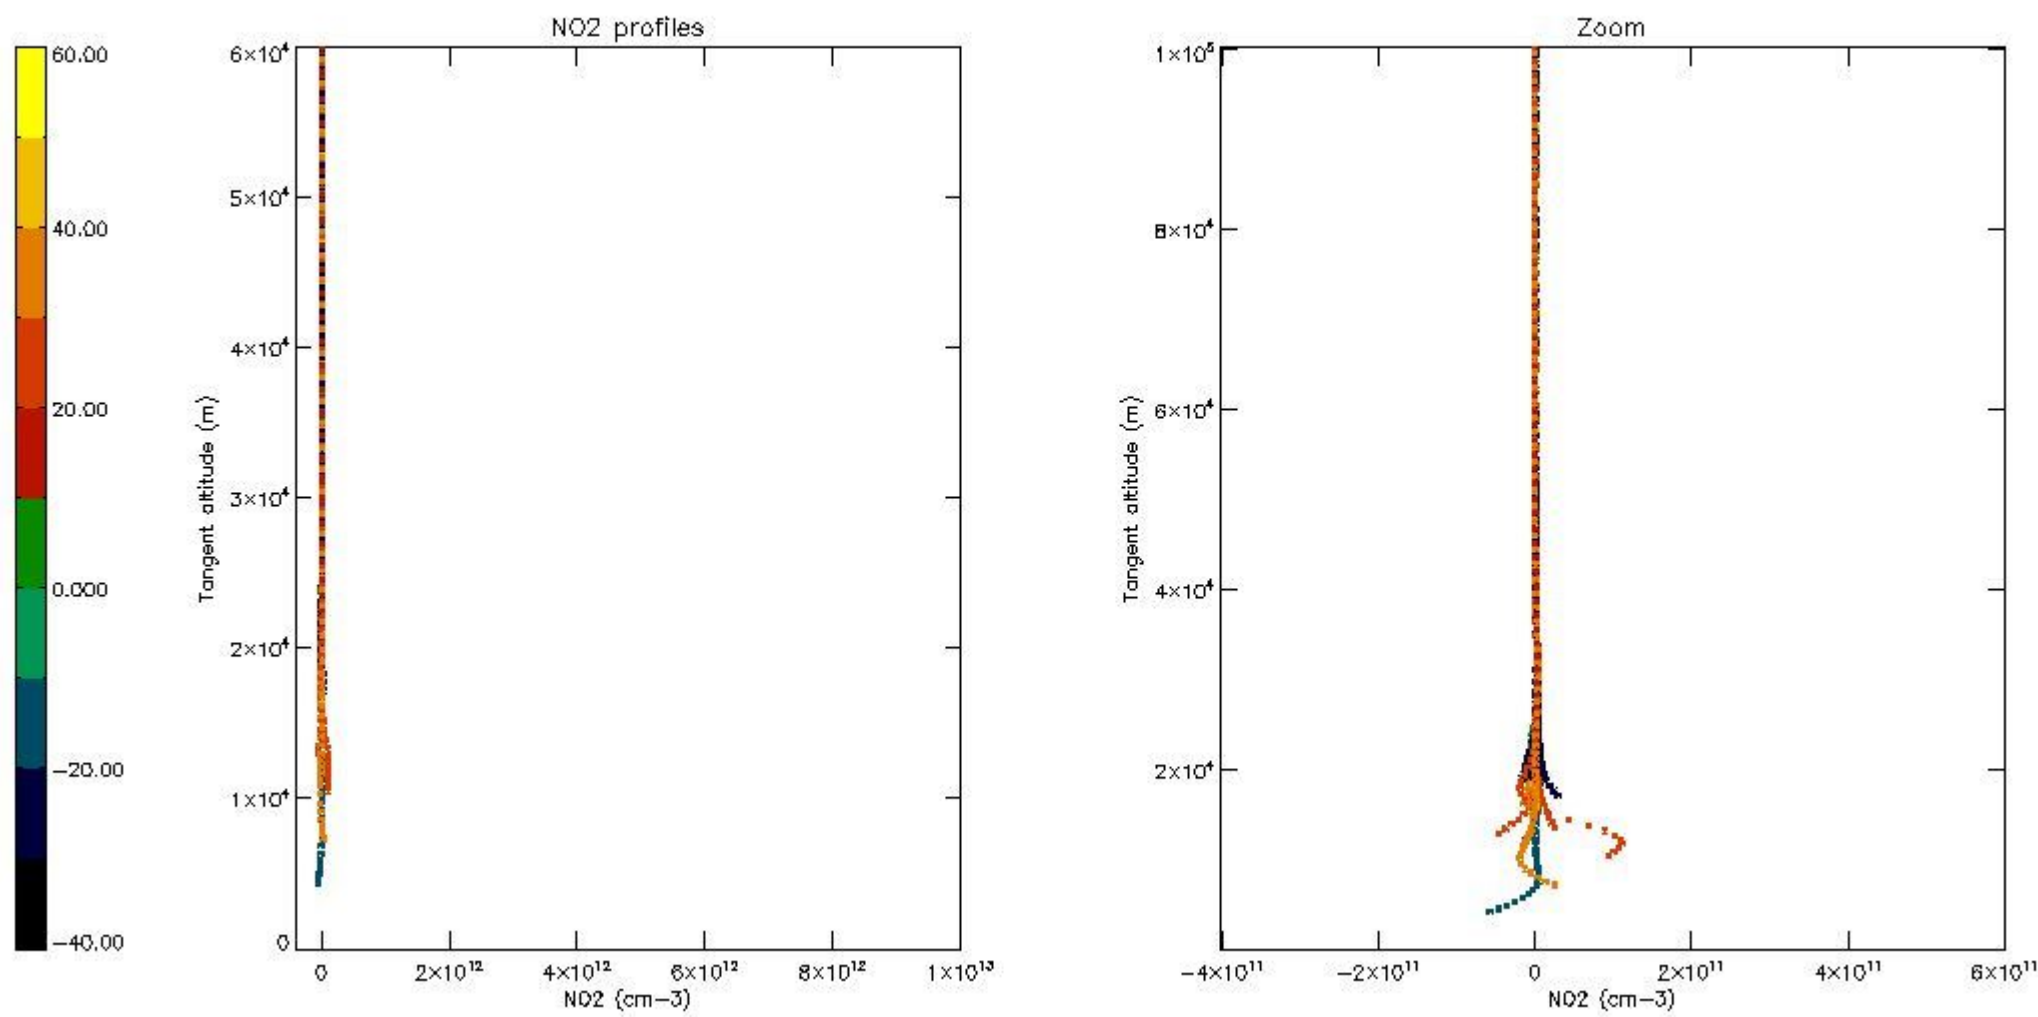 NO2 profiles
60.00
40.00
20.00
0.000
−20.00
−40.00
6×10⁴
5×10⁴
4×10⁴
3×10⁴
2×10⁴
1×10⁴
0
Tangent altitude (m)
0 2×10¹² 4×10¹² 6×10¹² 8×10¹² 1×10¹³
NO2 (cm−3)
Zoom
1×10⁵
8×10⁴
6×10⁴
4×10⁴
2×10⁴
Tangent altitude (m)
−4×10¹¹ −2×10¹¹ 0 2×10¹¹ 4×10¹¹ 6×10¹¹
NO2 (cm−3)